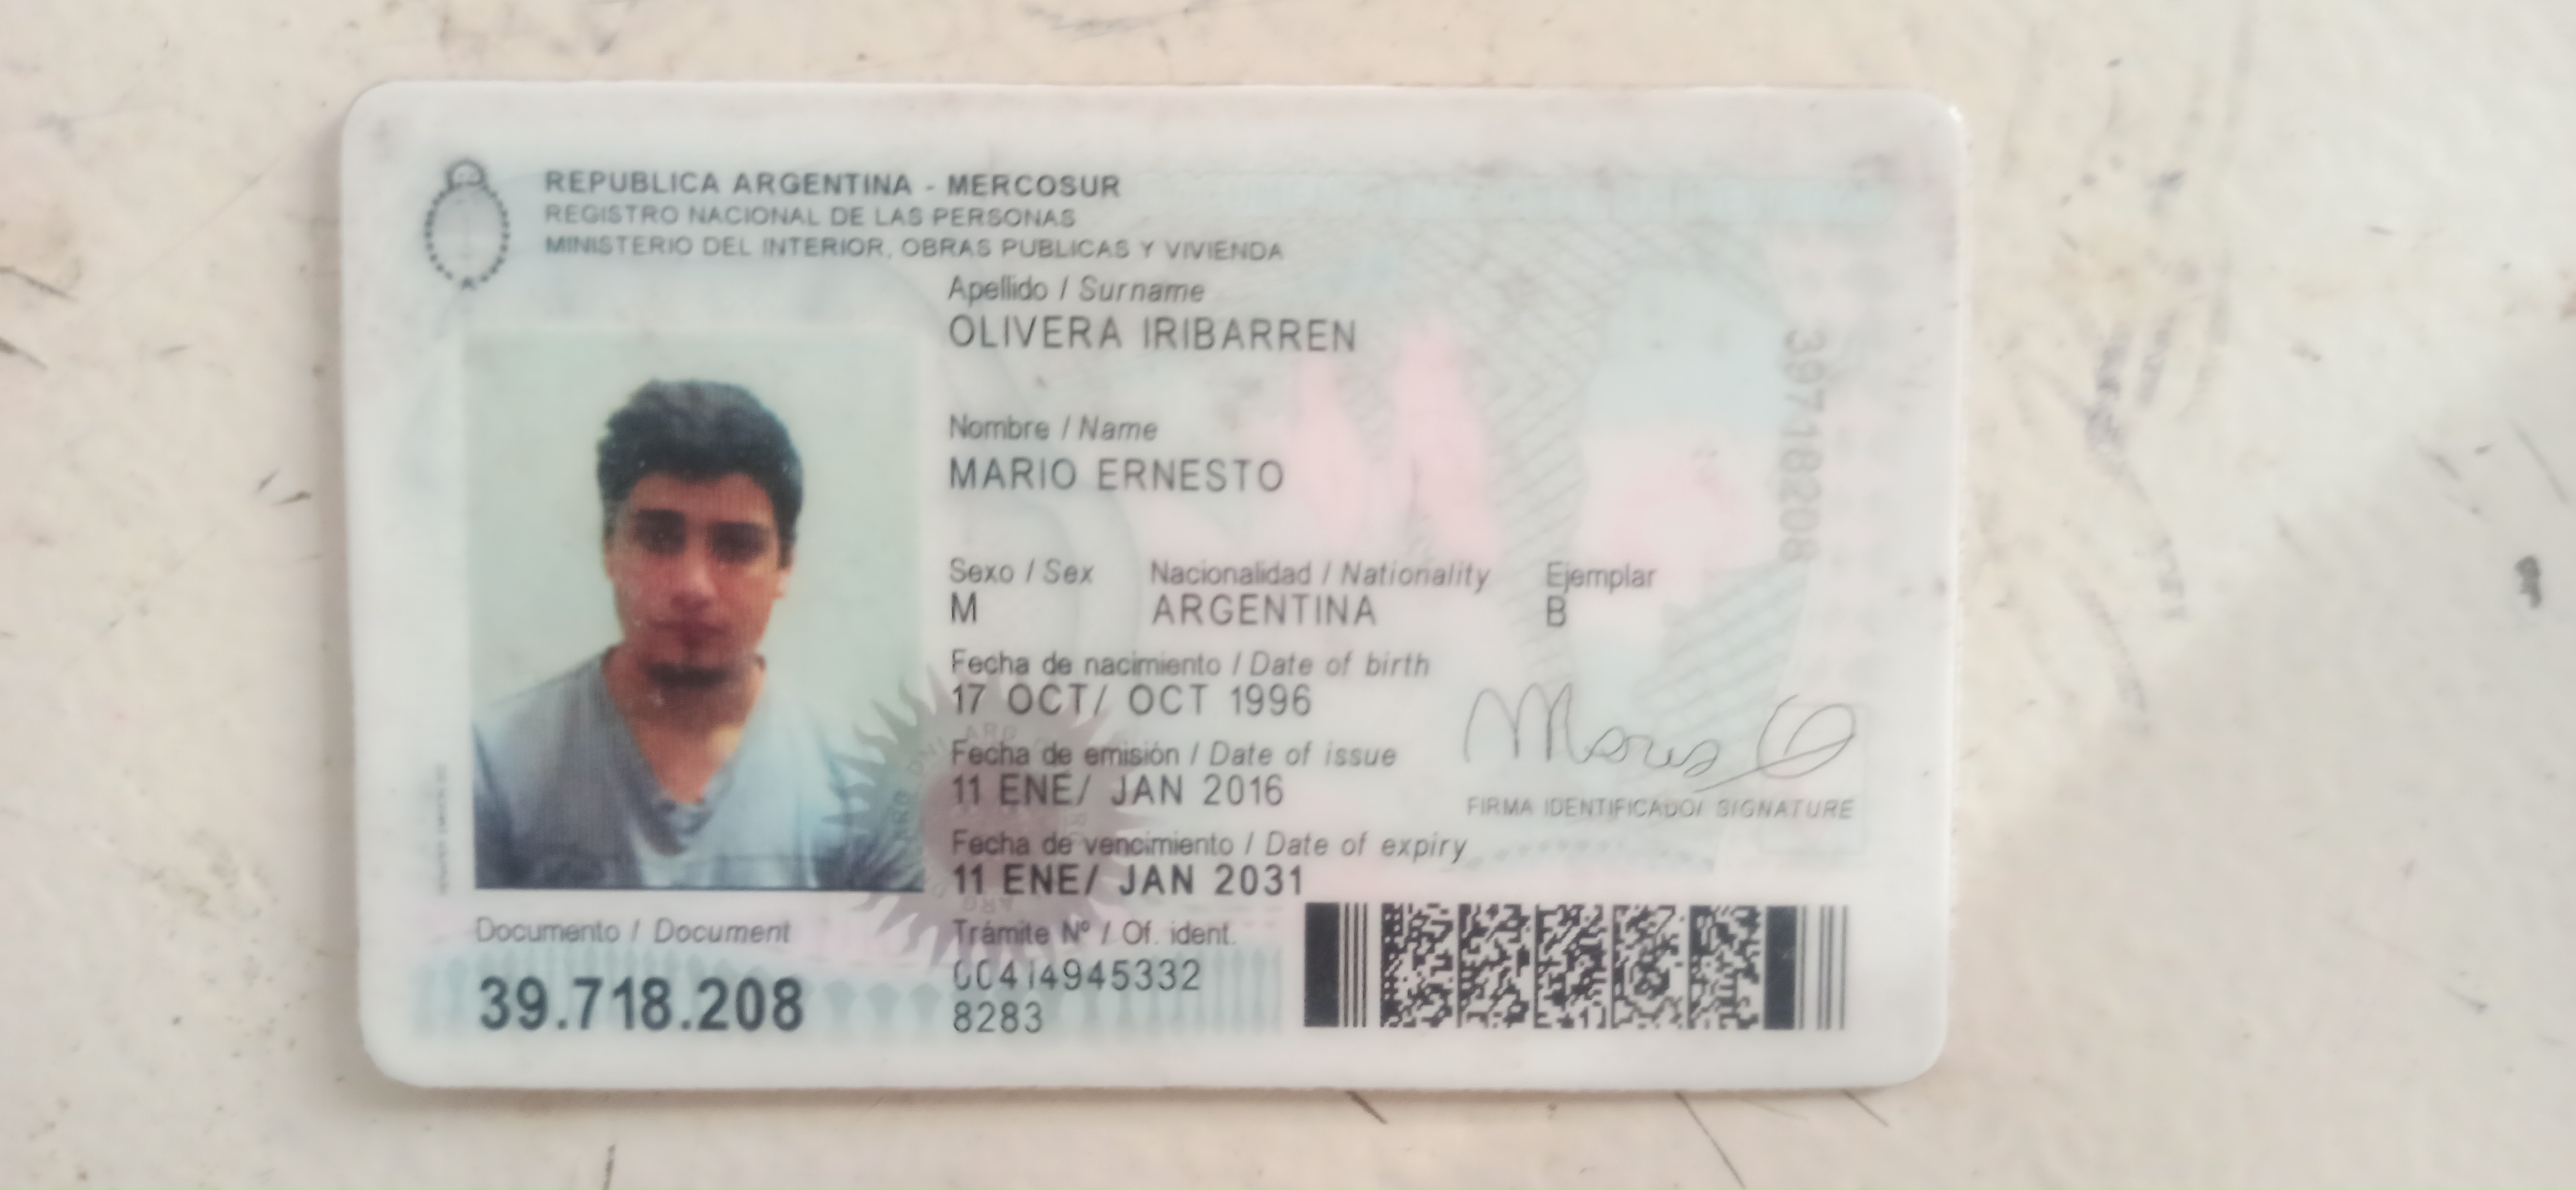 REPUBLICA ARGENTINA - MERCOSUR
REGISTRO NACIONAL DE LAS PERSONAS
MINISTERIO DEL INTERIOR, OBRAS PUBLICAS Y VIVIENDA
Apellido / Surname
OLIVERA IRIBARREN
Nombre / Name
MARIO ERNESTO
Sexo / Sex Nacionalidad / Nationality Ejemplar
M ARGENTINA B
Fecha de nacimiento / Date of birth
17 OCT/ OCT 1996
Fecha de emisión / Date of issue
11 ENE/ JAN 2016
FIRMA IDENTIFICADO/ SIGNATURE
Fecha de vencimiento / Date of expiry
11 ENE/ JAN 2031
Documento / Document
39.718.208
Trámite Nº / Of. ident.
00414945332
8283
39718208